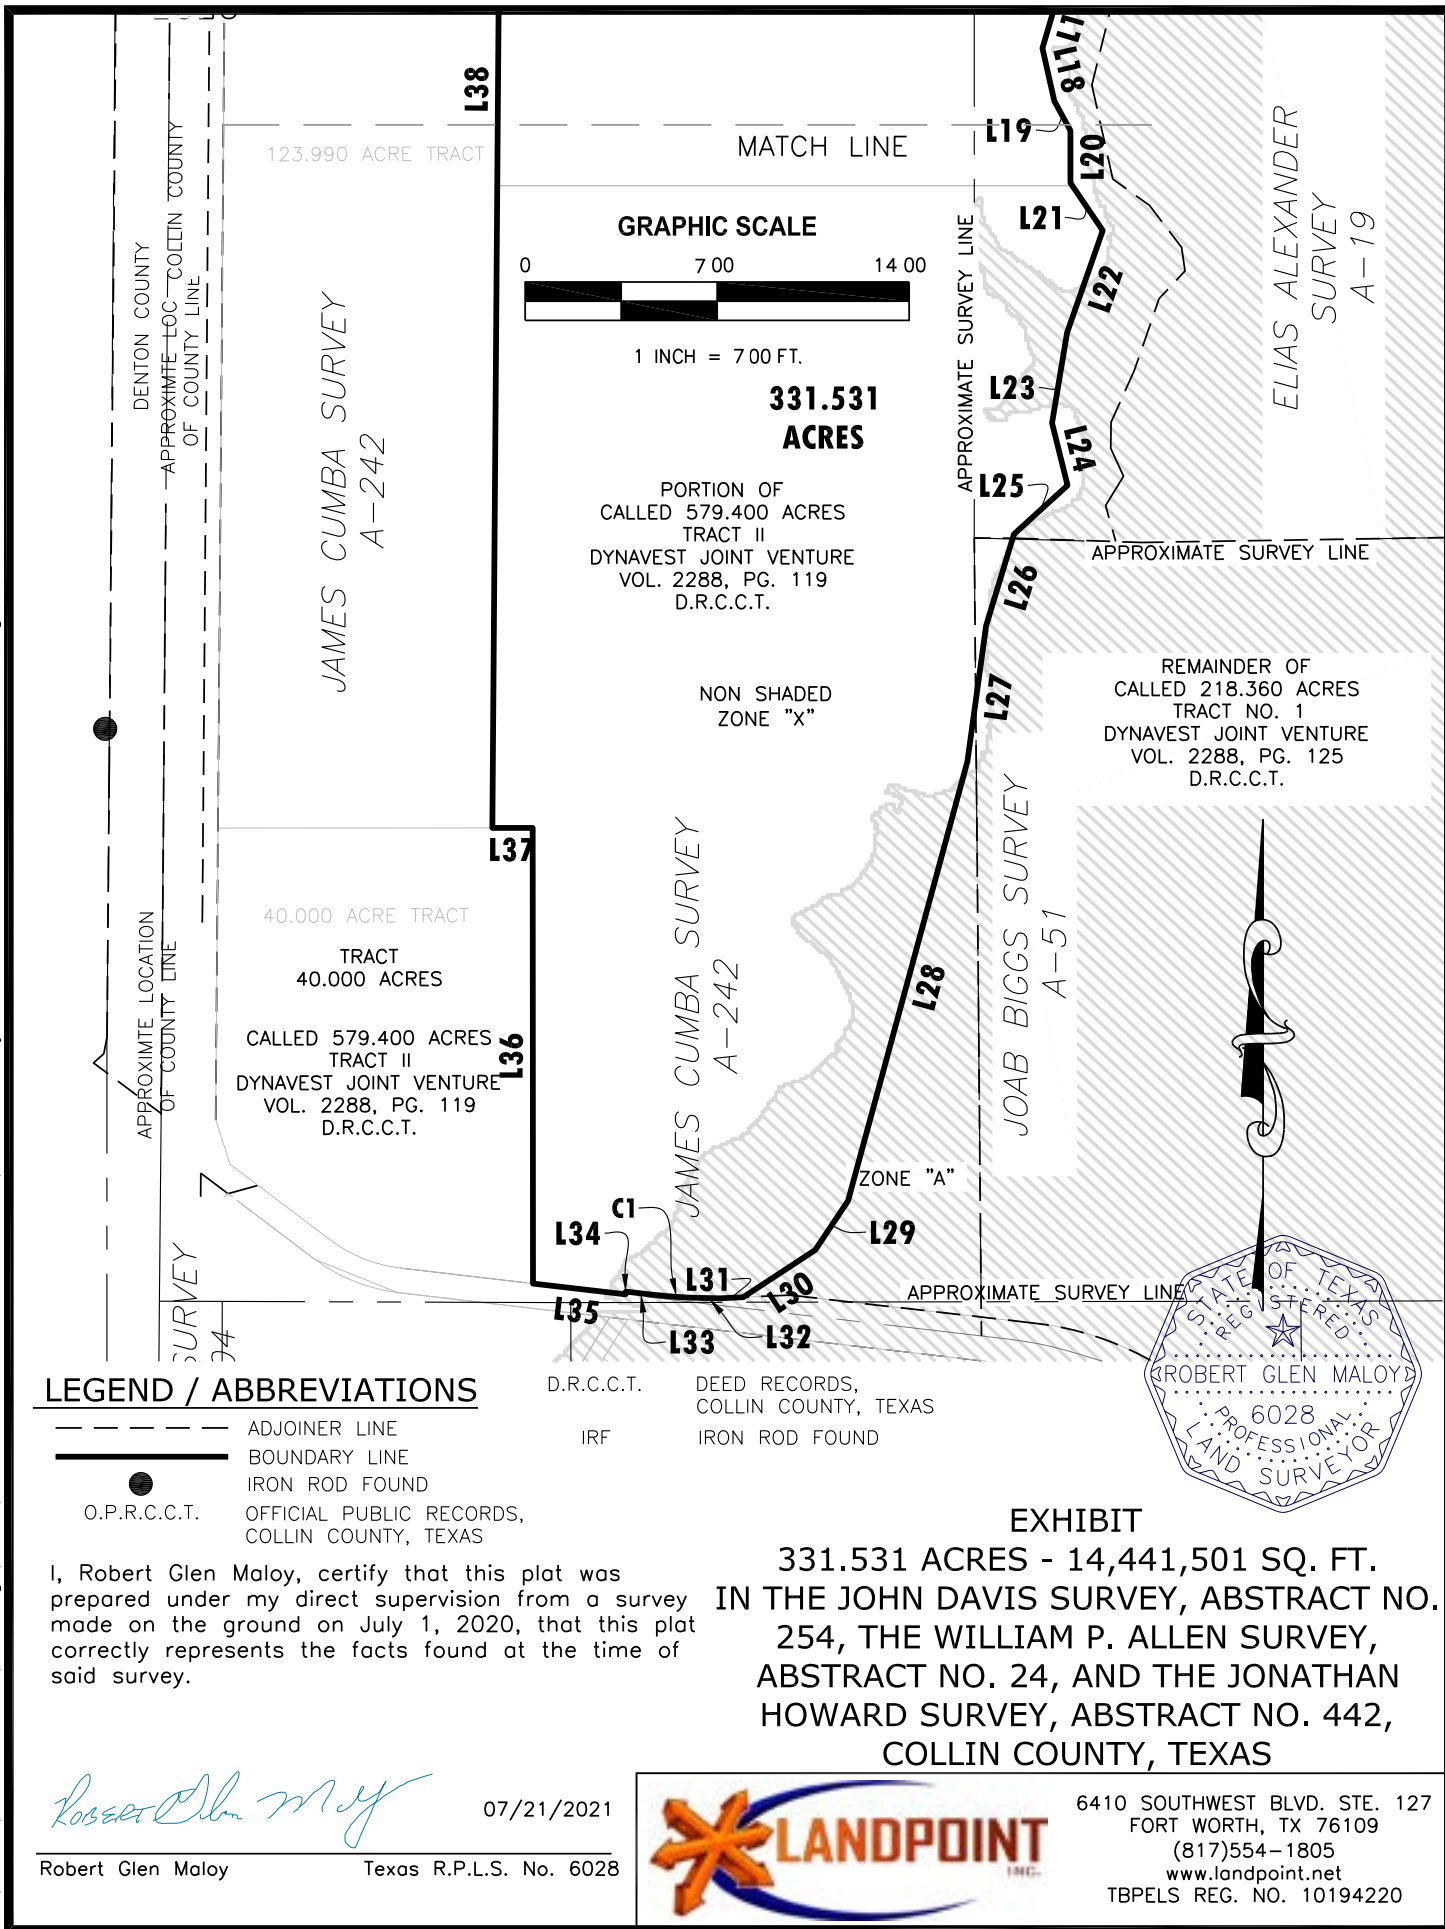 L38
L1
L18
L19
L20
MATCH LINE
123.990 ACRE TRACT
L21
L22
GRAPHIC SCALE
0 700 1400
1 INCH = 700 FT.
DENTON COUNTY
APPROXIMTE LOC COLLIN COUNTY
OF COUNTY LINE
JAMES CUMBA SURVEY
A-242
APPROXIMATE SURVEY LINE
ELIAS ALEXANDER
SURVEY
A-19
331.531
ACRES
L23
L24
L25
PORTION OF
CALLED 579.400 ACRES
TRACT II
DYNAVEST JOINT VENTURE
VOL. 2288, PG. 119
D.R.C.C.T.
APPROXIMATE SURVEY LINE
L26
NON SHADED
ZONE "X"
L27
REMAINDER OF
CALLED 218.360 ACRES
TRACT NO. 1
DYNAVEST JOINT VENTURE
VOL. 2288, PG. 125
D.R.C.C.T.
L37
JAMES CUMBA SURVEY
A-242
JOAB BIGGS SURVEY
A-51
40.000 ACRE TRACT
TRACT
40.000 ACRES
CALLED 579.400 ACRES
TRACT II
DYNAVEST JOINT VENTURE
VOL. 2288, PG. 119
D.R.C.C.T.
APPROXIMTE LOCATION
OF COUNTY LINE
L36
L28
ZONE "A"
C1
L34
L29
L31
L30
APPROXIMATE SURVEY LINE
L35
L33
L32
SURVEY
94
STATE OF TEXAS
REGISTERED
ROBERT GLEN MALOY
6028
PROFESSIONAL
LAND SURVEYOR
LEGEND / ABBREVIATIONS
ADJOINER LINE
BOUNDARY LINE
IRON ROD FOUND
O.P.R.C.C.T. OFFICIAL PUBLIC RECORDS,
COLLIN COUNTY, TEXAS
D.R.C.C.T. DEED RECORDS,
COLLIN COUNTY, TEXAS
IRF IRON ROD FOUND
I, Robert Glen Maloy, certify that this plat was
prepared under my direct supervision from a survey
made on the ground on July 1, 2020, that this plat
correctly represents the facts found at the time of
said survey.
EXHIBIT
331.531 ACRES - 14,441,501 SQ. FT.
IN THE JOHN DAVIS SURVEY, ABSTRACT NO.
254, THE WILLIAM P. ALLEN SURVEY,
ABSTRACT NO. 24, AND THE JONATHAN
HOWARD SURVEY, ABSTRACT NO. 442,
COLLIN COUNTY, TEXAS
07/21/2021
Robert Glen Maloy Texas R.P.L.S. No. 6028
LANDPOINT
INC.
6410 SOUTHWEST BLVD. STE. 127
FORT WORTH, TX 76109
(817)554-1805
www.landpoint.net
TBPELS REG. NO. 10194220